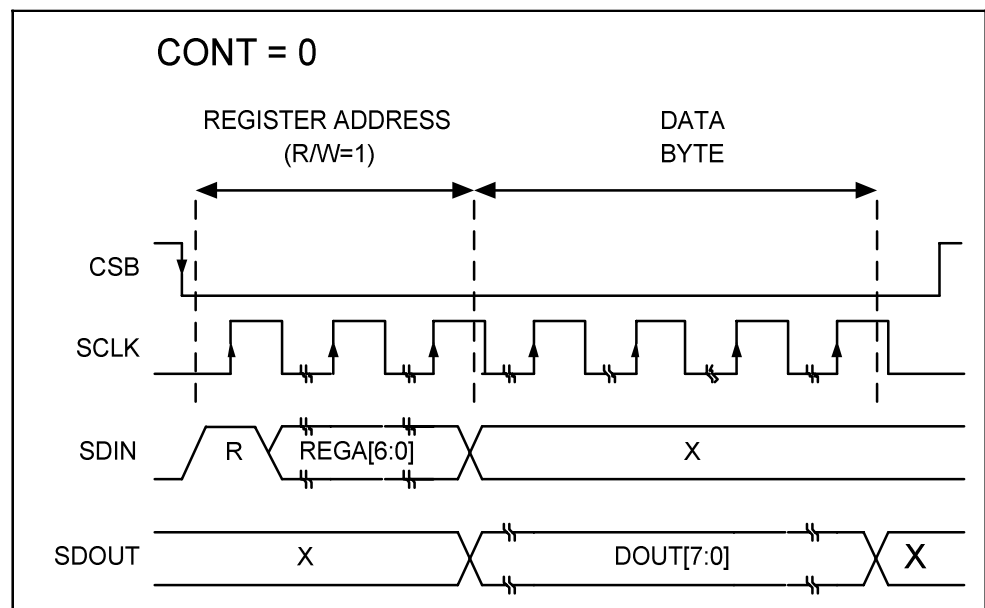 CONT = 0
REGISTER ADDRESS
(R/W=1)
DATA
BYTE
CSB
SCLK
SDIN
R
REGA[6:0]
X
SDOUT
X
DOUT[7:0]
X